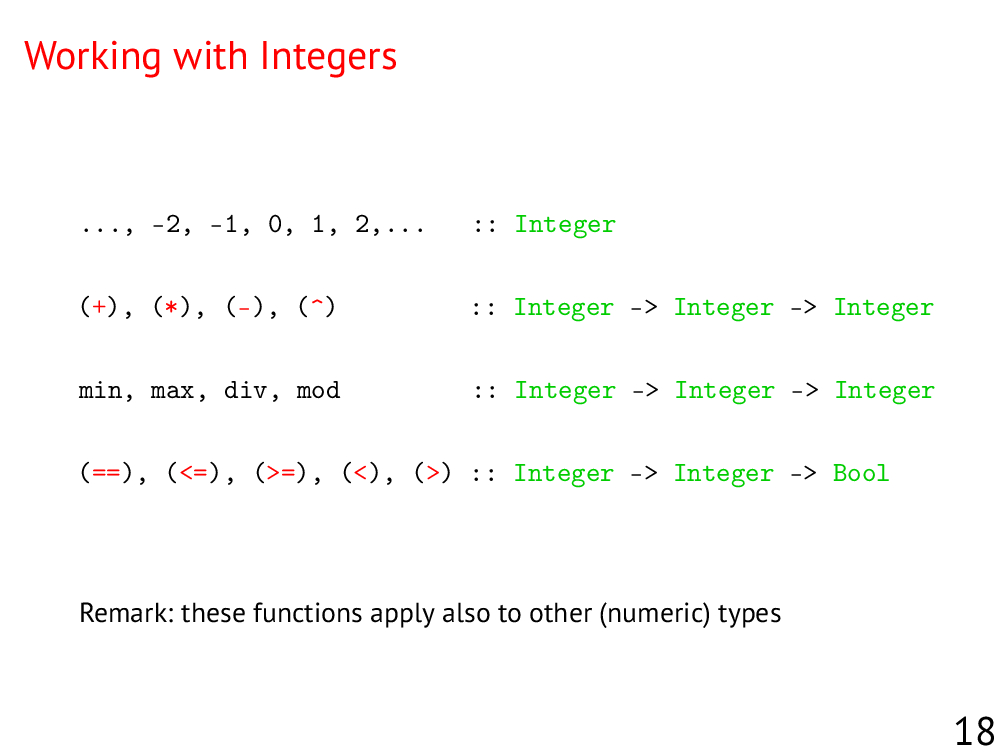 Working with Integers
..., -2, -1, 0, 1, 2,... :: Integer
(+), (*), (-), (^) :: Integer -> Integer -> Integer
min, max, div, mod :: Integer -> Integer -> Integer
(==), (<=), (>=), (<), (>) :: Integer -> Integer -> Bool
Remark: these functions apply also to other (numeric) types
18